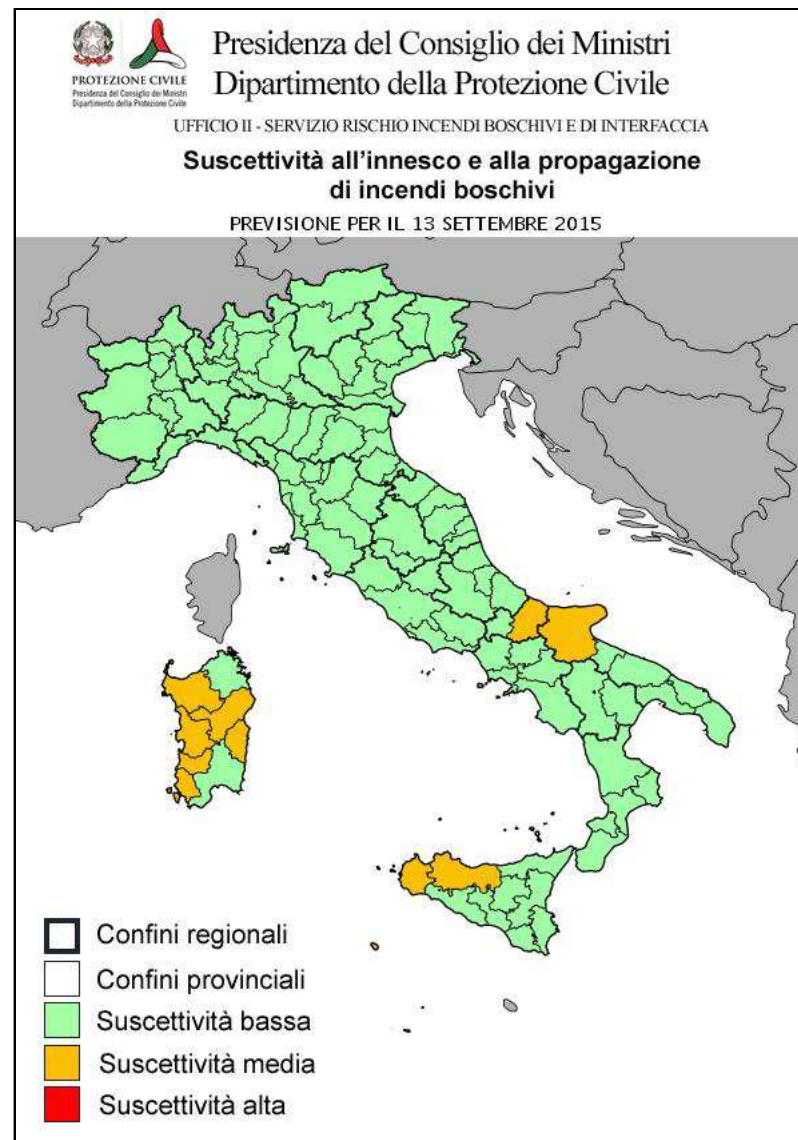 Presidenza del Consiglio dei Ministri
Dipartimento della Protezione Civile
PROTEZIONE CIVILE
Presidenza del Consiglio dei Ministri
Dipartimento della Protezione Civile
UFFICIO II - SERVIZIO RISCHIO INCENDI BOSCHIVI E DI INTERFACCIA
Suscettività all'innesco e alla propagazione
di incendi boschivi
PREVISIONE PER IL 13 SETTEMBRE 2015
Confini regionali
Confini provinciali
Suscettività bassa
Suscettività media
Suscettività alta